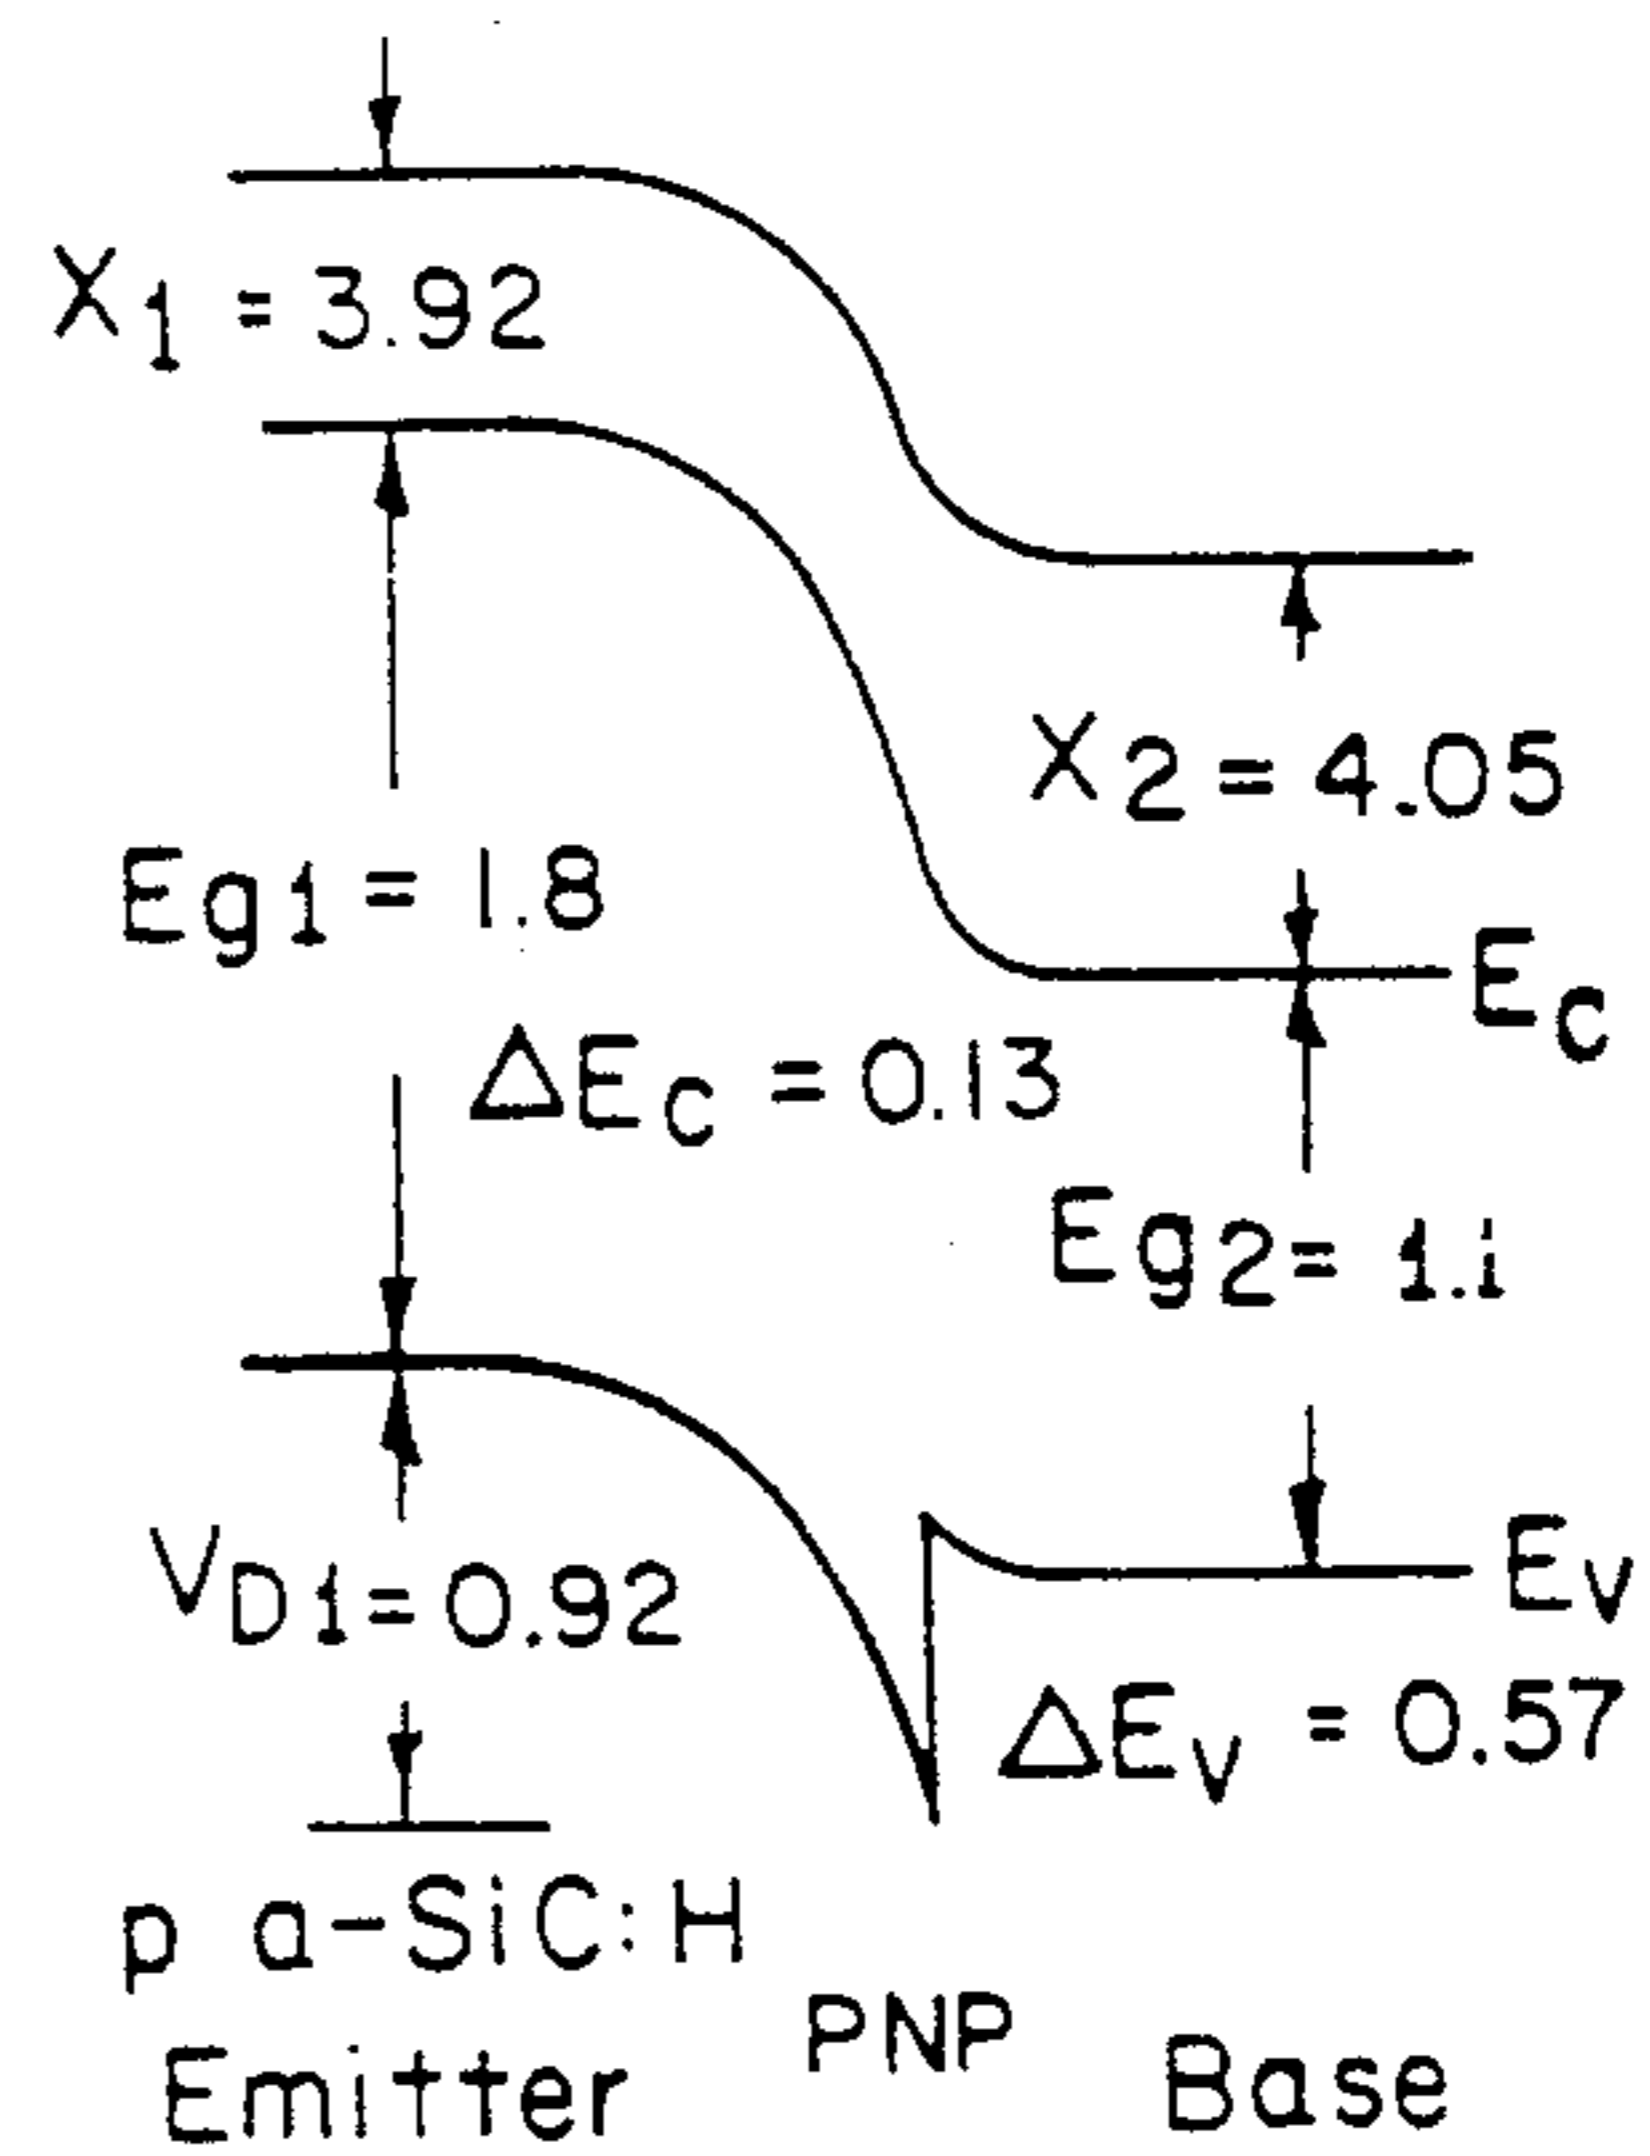 X1 = 3.92
X2 = 4.05
Eg1 = 1.8
Ec
ΔEc = 0.13
Eg2 = 1.1
VD1 = 0.92
Ev
ΔEv = 0.57
p a-SiC:H
Emitter
PNP
Base